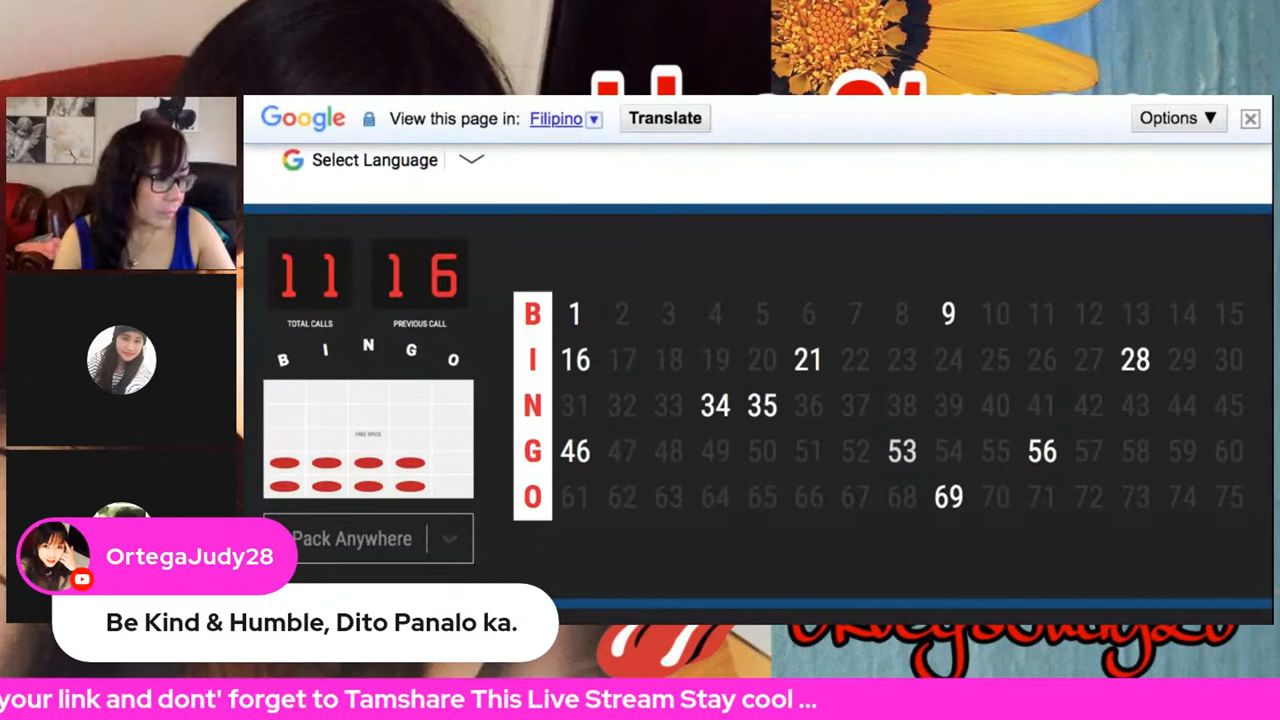 Google View this page in: Filipino ▼ Translate Options ▼
G Select Language
11 16
TOTAL CALLS PREVIOUS CALL
B I N G O
FREE SPACE
Pack Anywhere
B 1 2 3 4 5 6 7 8 9 10 11 12 13 14 15
I 16 17 18 19 20 21 22 23 24 25 26 27 28 29 30
N 31 32 33 34 35 36 37 38 39 40 41 42 43 44 45
G 46 47 48 49 50 51 52 53 54 55 56 57 58 59 60
O 61 62 63 64 65 66 67 68 69 70 71 72 73 74 75
OrtegaJudy28
Be Kind & Humble, Dito Panalo ka.
your link and dont' forget to Tamshare This Live Stream Stay cool ...